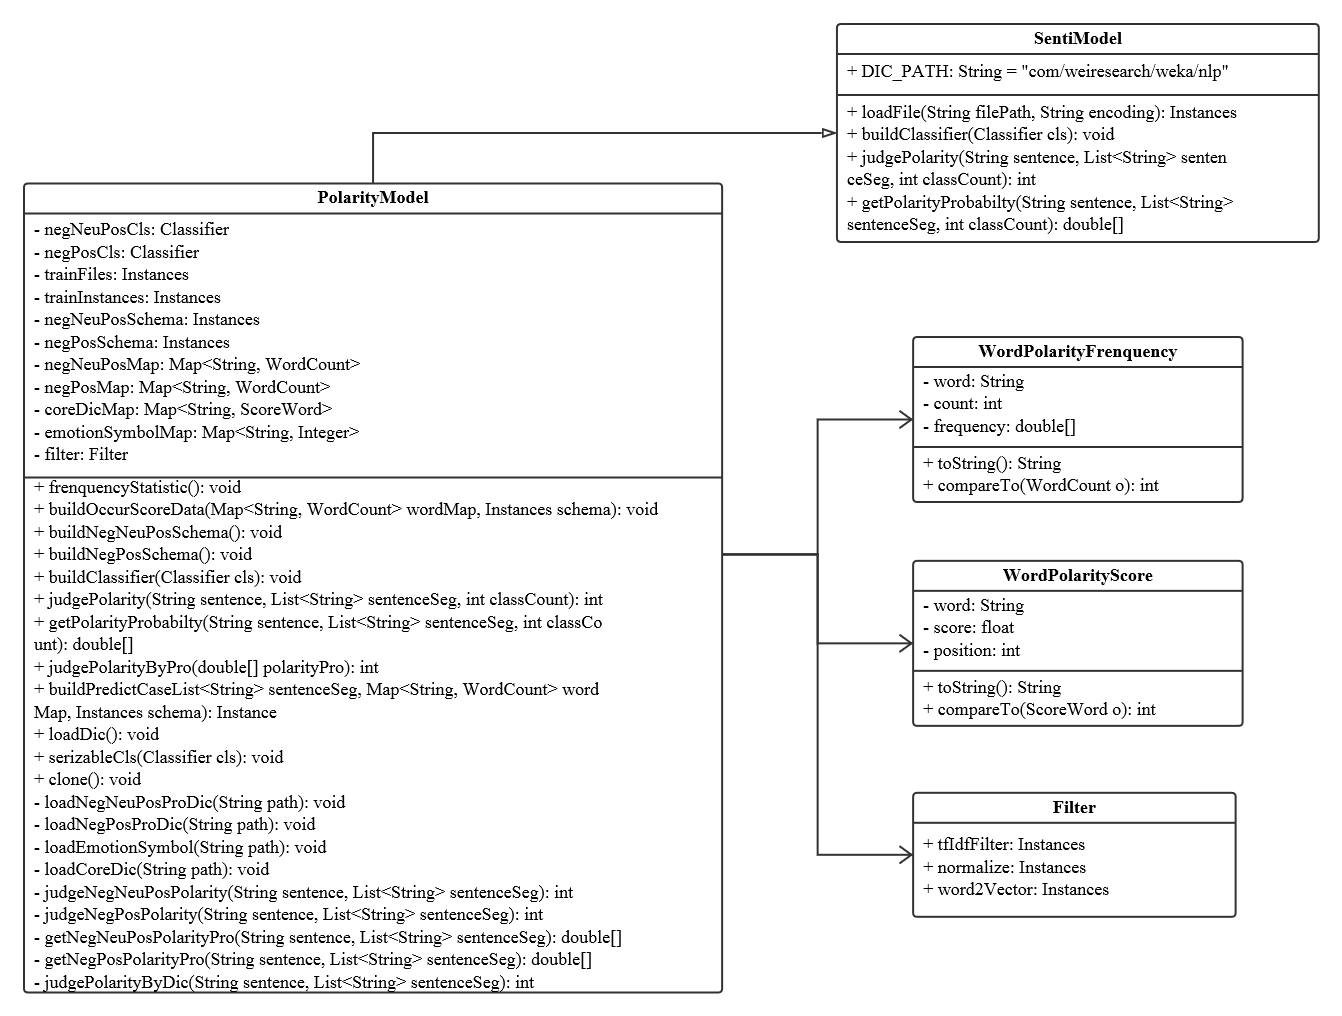 SentiModel
+ DIC_PATH: String = "com/weiresearch/weka/nlp"
+ loadFile(String filePath, String encoding): Instances
+ buildClassifier(Classifier cls): void
+ judgePolarity(String sentence, List<String> senten
ceSeg, int classCount): int
+ getPolarityProbabilty(String sentence, List<String>
sentenceSeg, int classCount): double[]
PolarityModel
- negNeuPosCls: Classifier
- negPosCls: Classifier
- trainFiles: Instances
- trainInstances: Instances
- negNeuPosSchema: Instances
- negPosSchema: Instances
- negNeuPosMap: Map<String, WordCount>
- negPosMap: Map<String, WordCount>
- coreDicMap: Map<String, ScoreWord>
- emotionSymbolMap: Map<String, Integer>
- filter: Filter
+ frenquencyStatistic(): void
+ buildOccurScoreData(Map<String, WordCount> wordMap, Instances schema): void
+ buildNegNeuPosSchema(): void
+ buildNegPosSchema(): void
+ buildClassifier(Classifier cls): void
+ judgePolarity(String sentence, List<String> sentenceSeg, int classCount): int
+ getPolarityProbabilty(String sentence, List<String> sentenceSeg, int classCo
unt): double[]
+ judgePolarityByPro(double[] polarityPro): int
+ buildPredictCaseList<String> sentenceSeg, Map<String, WordCount> word
Map, Instances schema): Instance
+ loadDic(): void
+ serizableCls(Classifier cls): void
+ clone(): void
- loadNegNeuPosProDic(String path): void
- loadNegPosProDic(String path): void
- loadEmotionSymbol(String path): void
- loadCoreDic(String path): void
- judgeNegNeuPosPolarity(String sentence, List<String> sentenceSeg): int
- judgeNegPosPolarity(String sentence, List<String> sentenceSeg): int
- getNegNeuPosPolarityPro(String sentence, List<String> sentenceSeg): double[]
- getNegPosPolarityPro(String sentence, List<String> sentenceSeg): double[]
- judgePolarityByDic(String sentence, List<String> sentenceSeg): int
WordPolarityFrenquency
- word: String
- count: int
- frequency: double[]
+ toString(): String
+ compareTo(WordCount o): int
WordPolarityScore
- word: String
- score: float
- position: int
+ toString(): String
+ compareTo(ScoreWord o): int
Filter
+ tfIdfFilter: Instances
+ normalize: Instances
+ word2Vector: Instances